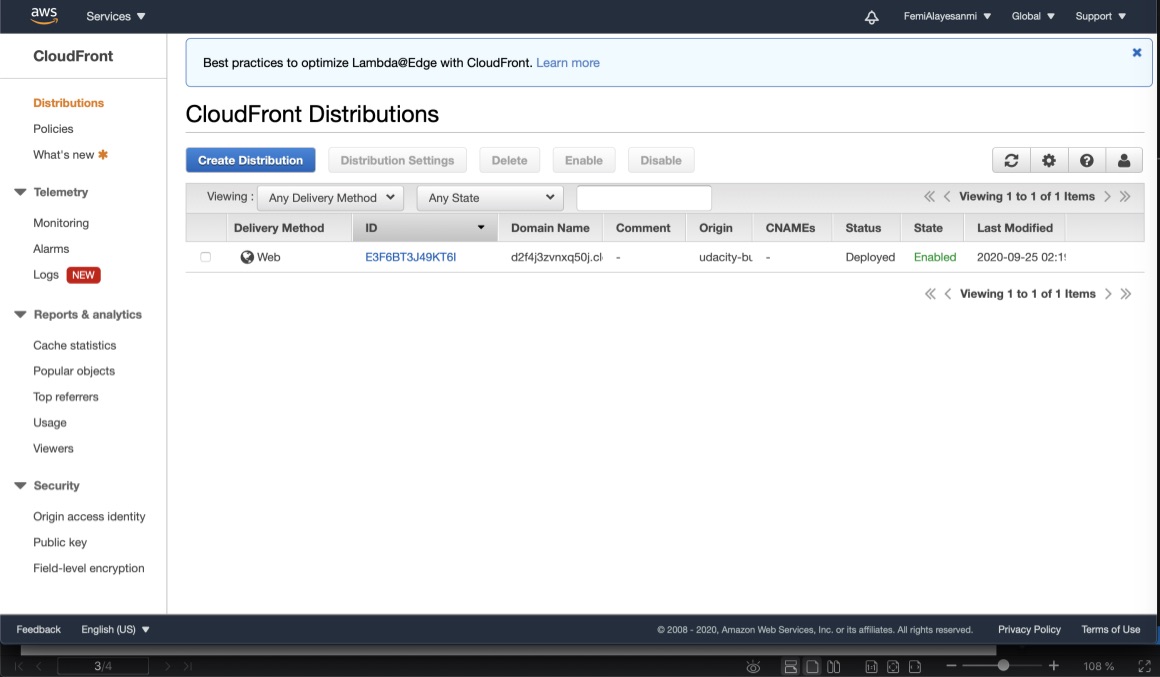 aws Services FemiAlayesanmi Global Support
CloudFront
Best practices to optimize Lambda@Edge with CloudFront. Learn more
Distributions
Policies
What's new
Telemetry
Monitoring
Alarms
Logs NEW
Reports & analytics
Cache statistics
Popular objects
Top referrers
Usage
Viewers
Security
Origin access identity
Public key
Field-level encryption
CloudFront Distributions
Create Distribution Distribution Settings Delete Enable Disable
Viewing : Any Delivery Method Any State Viewing 1 to 1 of 1 Items
Delivery Method ID Domain Name Comment Origin CNAMEs Status State Last Modified
Web E3F6BT3J49KT6I d2f4j3zvnxq50j.cl - udacity-bu - Deployed Enabled 2020-09-25 02:1
Viewing 1 to 1 of 1 Items
Feedback English (US) © 2008 - 2020, Amazon Web Services, Inc. or its affiliates. All rights reserved. Privacy Policy Terms of Use
3/4 108 %